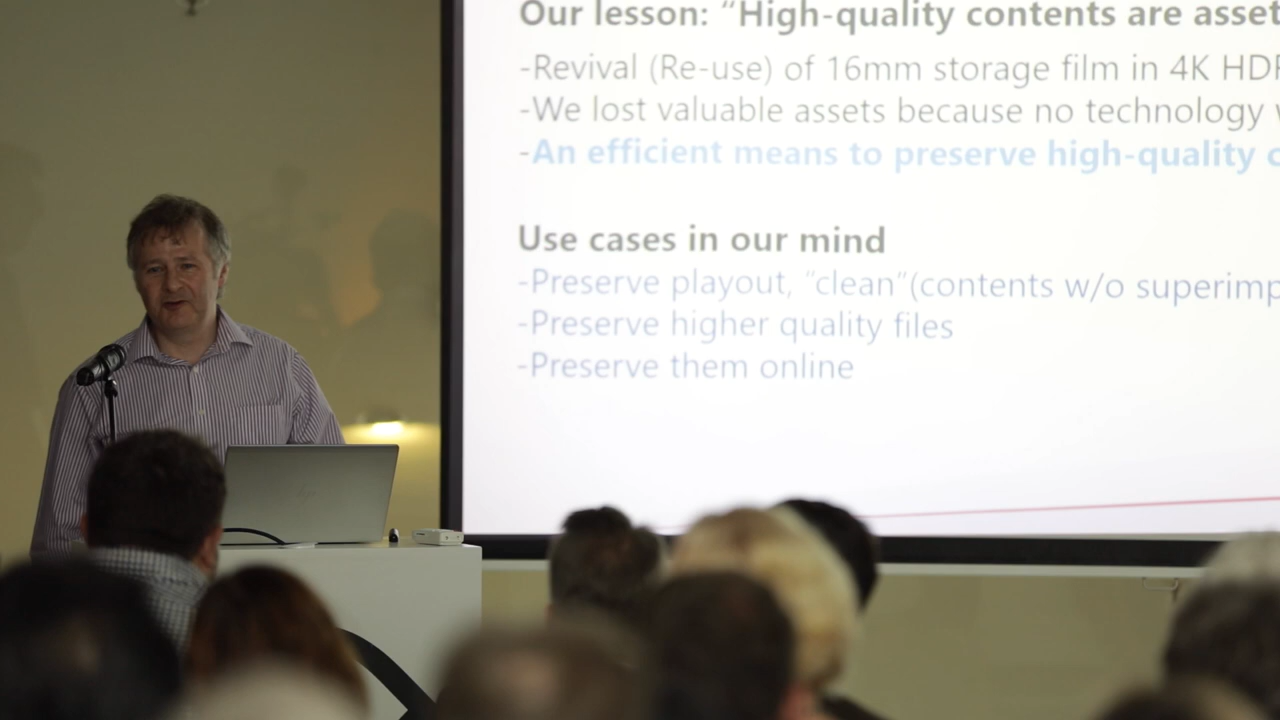 Our lesson: “High-quality contents are asset
-Revival (Re-use) of 16mm storage film in 4K HDR
-We lost valuable assets because no technology
-An efficient means to preserve high-quality
Use cases in our mind
-Preserve playout, “clean“(contents w/o superimp
-Preserve higher quality files
-Preserve them online